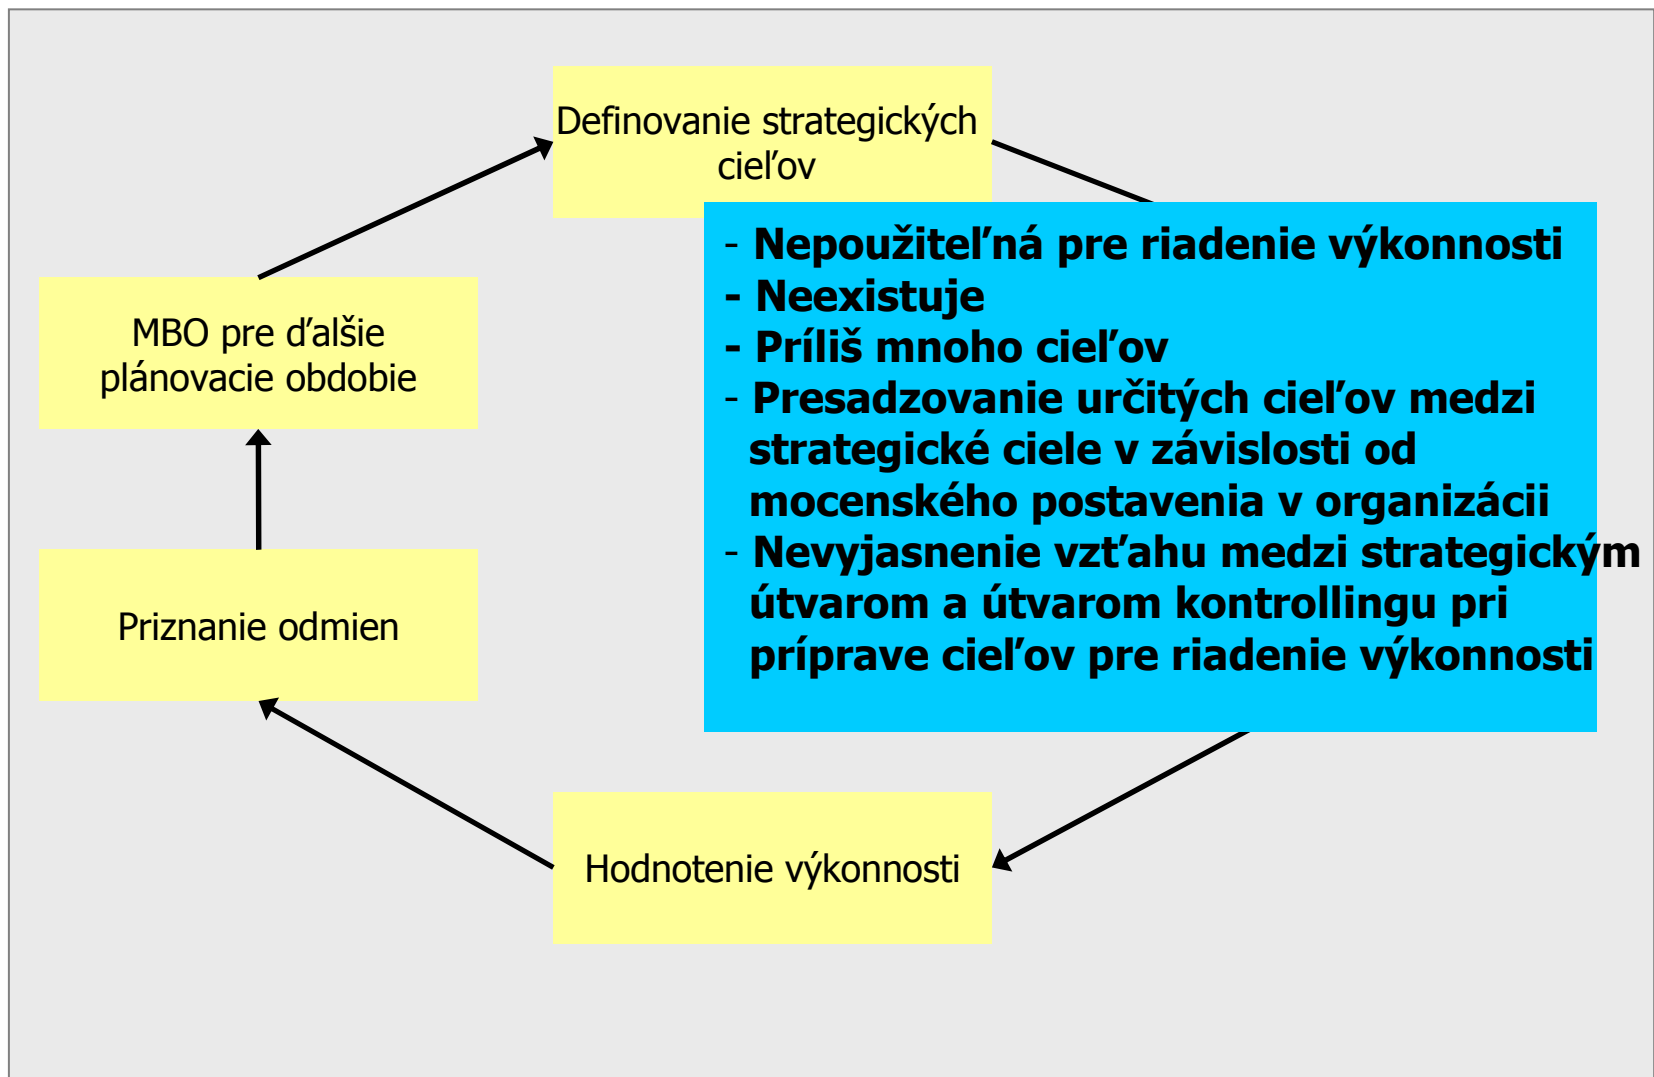 Definovanie strategických
cieľov
- Nepoužiteľná pre riadenie výkonnosti
- Neexistuje
- Príliš mnoho cieľov
- Presadzovanie určitých cieľov medzi
strategické ciele v závislosti od
mocenského postavenia v organizácii
- Nevyjasnenie vzťahu medzi strategickým
útvarom a útvarom kontrollingu pri
príprave cieľov pre riadenie výkonnosti
MBO pre ďalšie
plánovacie obdobie
Priznanie odmien
Hodnotenie výkonnosti